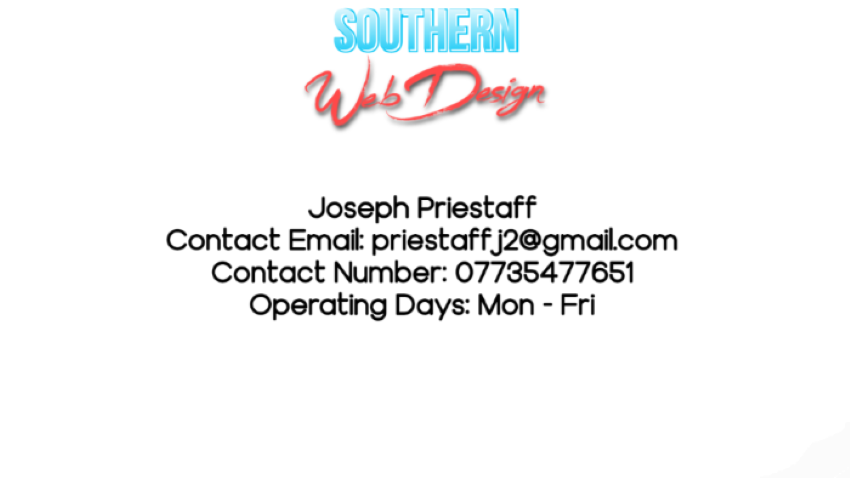 SOUTHERN
Web Design
Joseph Priestaff
Contact Email: priestaffj2@gmail.com
Contact Number: 07735477651
Operating Days: Mon - Fri